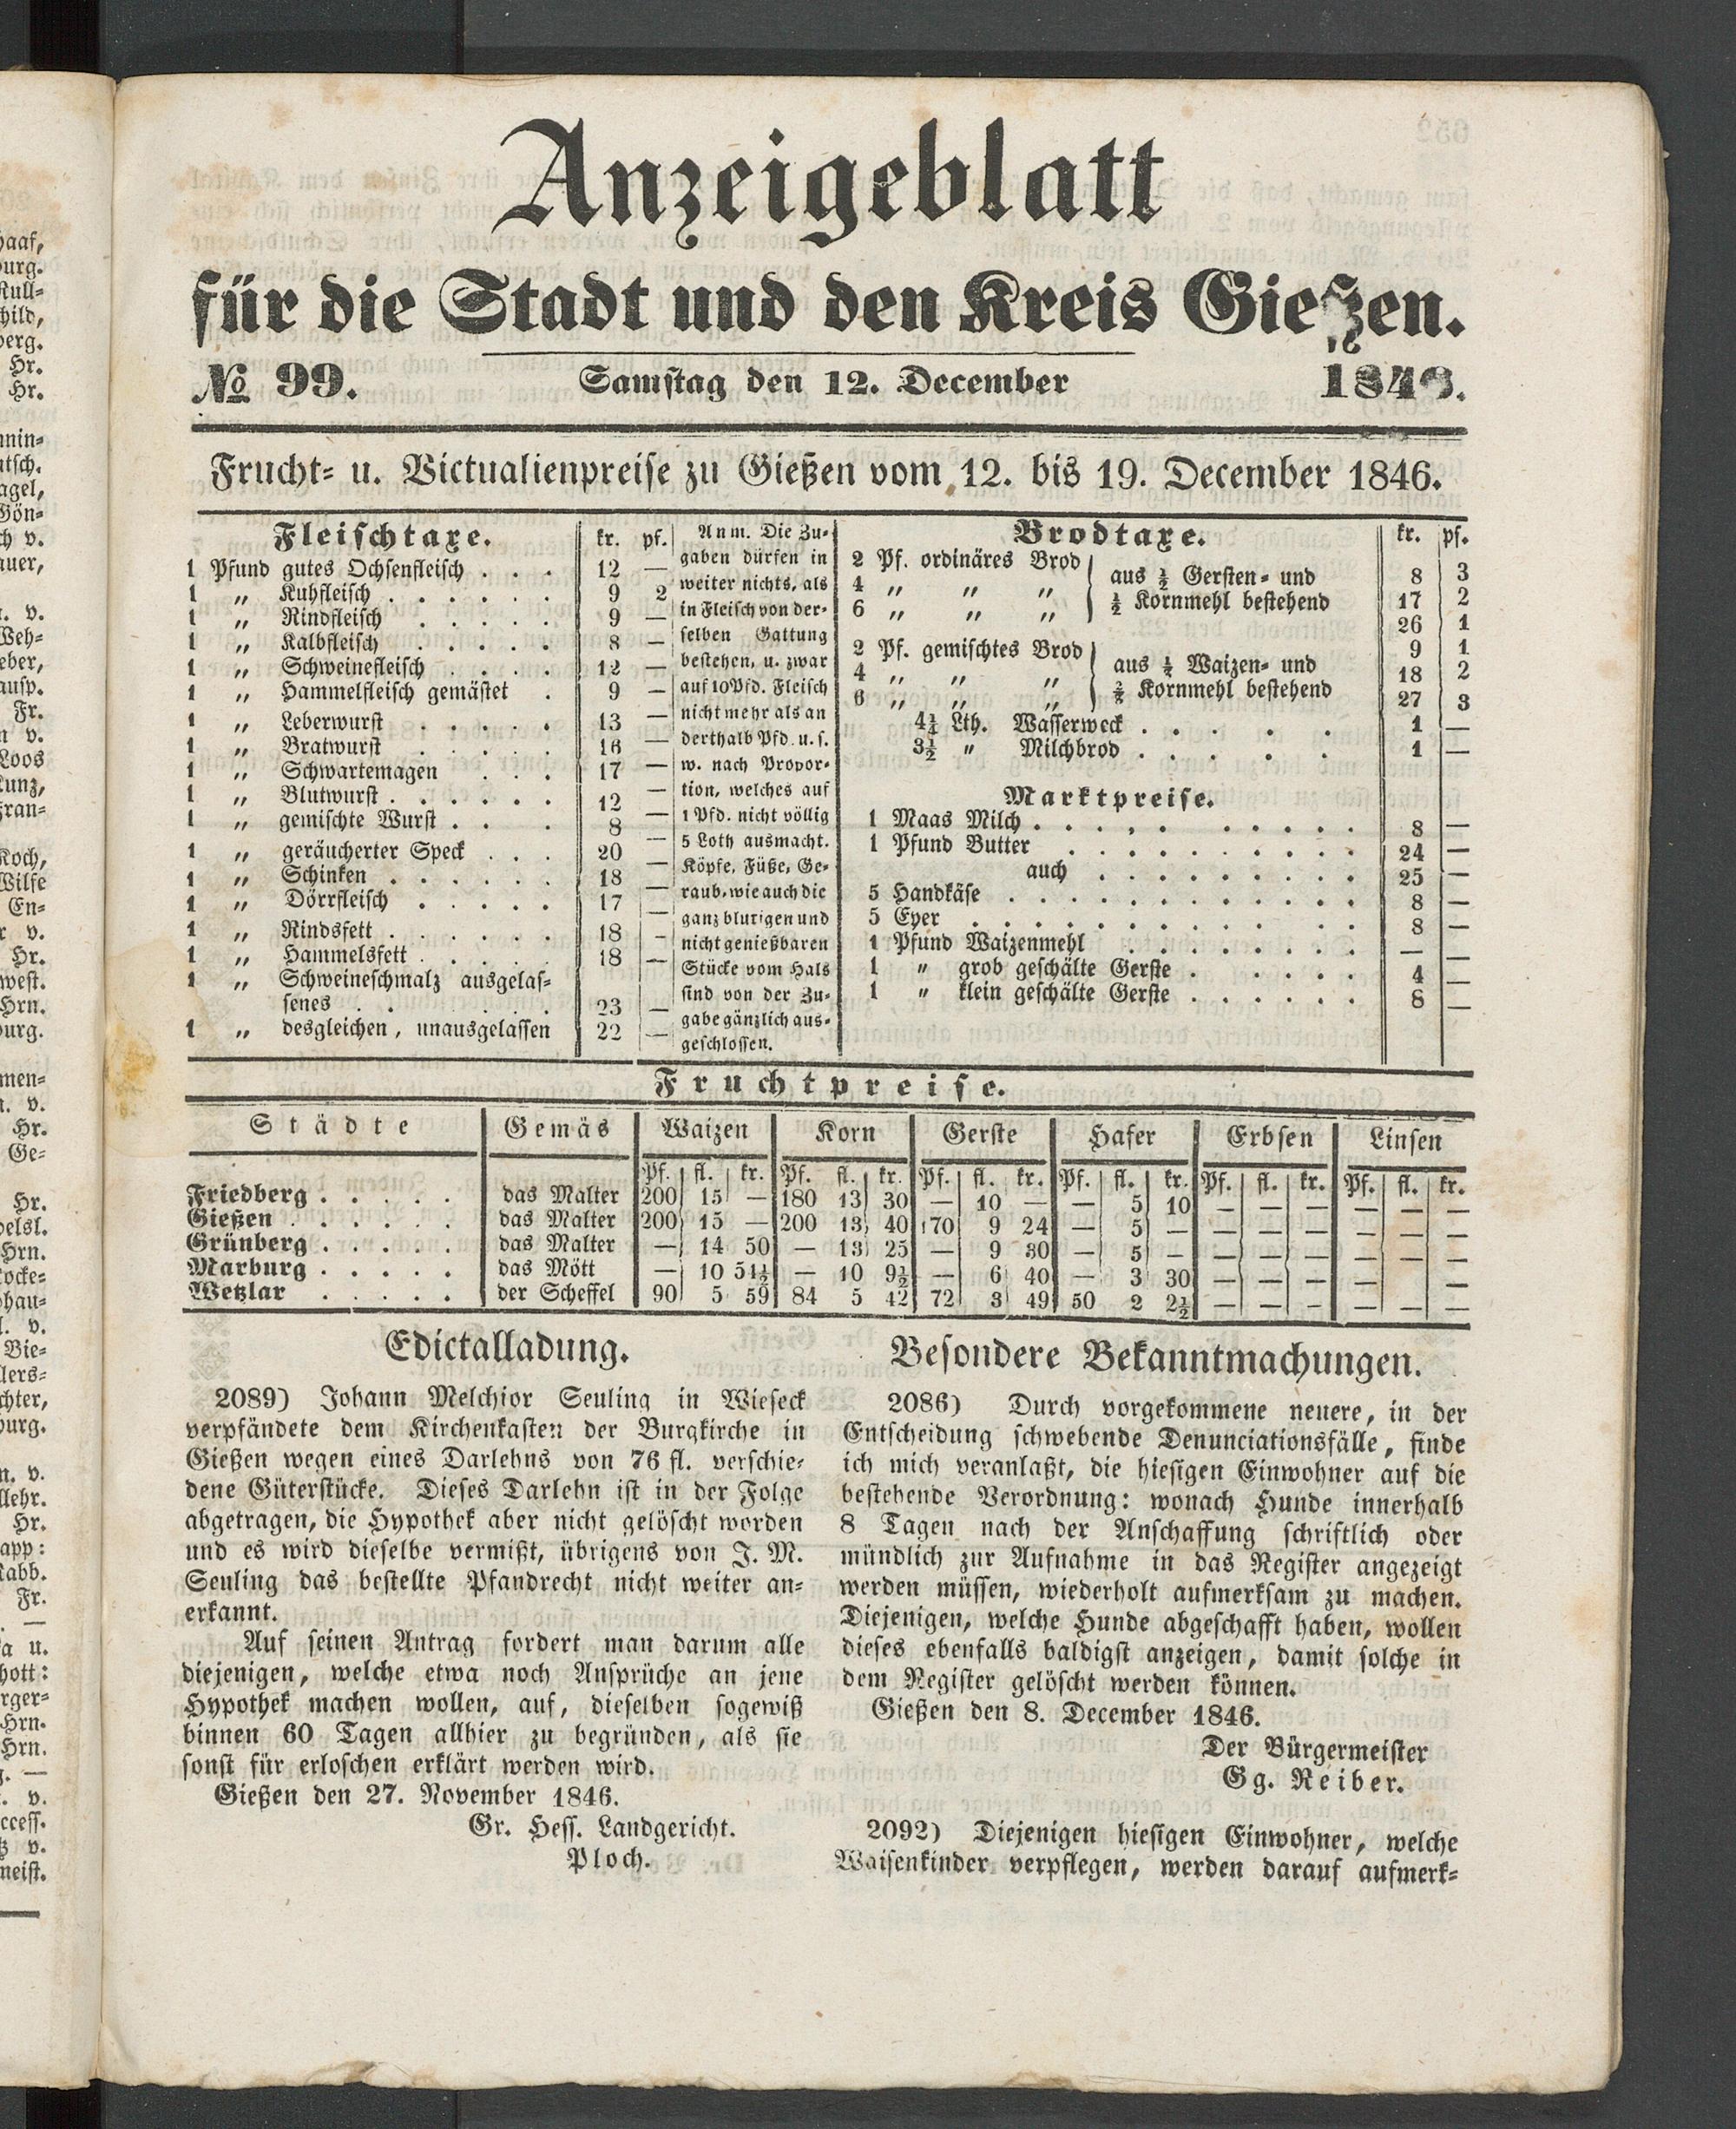 Anzeigeblatt
für die Stadt und den Kreis Gießen.
№ 99. Samstag den 12. December 1846.
Frucht- u. Victualienpreise zu Gießen vom 12. bis 19. December 1846.
Fleischtaxe. kr. pf.
1 Pfund gutes Ochsenfleisch . . . 12 —
1 „ Kuhfleisch . . . . . . 9 2
1 „ Rindfleisch . . . . . 9 —
1 „ Kalbfleisch . . . . . 8 —
1 „ Schweinefleisch . . . . 12 —
1 „ Hammelfleisch gemästet . 9 —
1 „ Leberwurst . . . . . 13 —
1 „ Bratwurst . . . . . 16 —
1 „ Schwartemagen . . . 17 —
1 „ Blutwurst . . . . . . 12 —
1 „ gemischte Wurst . . . 8 —
1 „ geräucherter Speck . . . 20 —
1 „ Schinken . . . . . . 18 —
1 „ Dörrfleisch . . . . . 17 —
1 „ Rindsfett . . . . . . 18 —
1 „ Hammelsfett . . . . . 18 —
1 „ Schweineschmalz ausgelas-
senes . . . . . 23 —
1 „ desgleichen, unausgelassen 22 —
Anm. Die Zu-
gaben dürfen in
weiter nichts, als
in Fleisch von der-
selben Gattung
bestehen, u. zwar
auf 10 Pfd. Fleisch
nicht mehr als an
derthalb Pfd. u. s.
w. nach Propor-
tion, welches auf
1 Pfd. nicht völlig
5 Loth ausmacht.
Köpfe, Füße, Ge-
raub, wie auch die
ganz blutigen und
nicht genießbaren
Stücke vom Hals
sind von der Zu-
gabe gänzlich aus-
geschlossen.
Brodtaxe. kr. pf.
2 Pf. ordinäres Brod aus ½ Gersten- und 8 3
4 „ „ „ ½ Kornmehl bestehend 17 2
6 „ „ „ 26 1
2 Pf. gemischtes Brod aus Waizen- und 9 1
4 „ „ „ Kornmehl bestehend 18 2
6 „ „ „ 27 3
Lth. Wasserweck . . . . . 1 —
3½ „ Milchbrod . . . . . 1 —
Marktpreise.
1 Maas Milch . . . . . . . . . 8 —
1 Pfund Butter . . . . . . . . . 24 —
auch . . . . . . . . . 25 —
5 Handkäse . . . . . . . . . . . 8 —
5 Eyer . . . . . . . . . . . . 8 —
1 Pfund Waizenmehl . . . . . . . . — —
1 „ grob geschälte Gerste . . . . . . 4 —
1 „ klein geschälte Gerste . . . . . . 8 —
Fruchtpreise.
Städte Gemäs Waizen Korn Gerste Hafer Erbsen Linsen
Pf. fl. kr. Pf. fl. kr. Pf. fl. kr. Pf. fl. kr. Pf. fl. kr. Pf. fl. kr.
Friedberg . . . . . das Malter 200 15 — 180 13 30 — 10 — — 5 10 — — — — — —
Gießen . . . . . . das Malter 200 15 — 200 13 40 170 9 24 — 5 — — — — — — —
Grünberg . . . . . das Malter — 14 50 — 13 25 — 9 30 — 5 — — — — — — —
Marburg . . . . . das Mött — 10 51½ — 10 9½ — 6 40 — 3 30 — — — — — —
Wetzlar . . . . . der Scheffel 90 5 59 84 5 42 72 3 49 50 2 2½ — — — — — —
Edictalladung.
2089) Johann Melchior Seuling in Wieseck
verpfändete dem Kirchenkasten der Burgkirche in
Gießen wegen eines Darlehns von 76 fl. verschie-
dene Güterstücke. Dieses Darlehn ist in der Folge
abgetragen, die Hypothek aber nicht gelöscht worden
und es wird dieselbe vermißt, übrigens von J. M.
Seuling das bestellte Pfandrecht nicht weiter an-
erkannt.
Auf seinen Antrag fordert man darum alle
diejenigen, welche etwa noch Ansprüche an jene
Hypothek machen wollen, auf, dieselben sogewiß
binnen 60 Tagen allhier zu begründen, als sie
sonst für erloschen erklärt werden wird.
Gießen den 27. November 1846.
Gr. Hess. Landgericht.
Ploch.
Besondere Bekanntmachungen.
2086) Durch vorgekommene neuere, in der
Entscheidung schwebende Denunciationsfälle, finde
ich mich veranlaßt, die hiesigen Einwohner auf die
bestehende Verordnung: wonach Hunde innerhalb
8 Tagen nach der Anschaffung schriftlich oder
mündlich zur Aufnahme in das Register angezeigt
werden müssen, wiederholt aufmerksam zu machen.
Diejenigen, welche Hunde abgeschafft haben, wollen
dieses ebenfalls baldigst anzeigen, damit solche in
dem Register gelöscht werden können.
Gießen den 8. December 1846.
Der Bürgermeister
Gg. Reiber.
2092) Diejenigen hiesigen Einwohner, welche
Waisenkinder verpflegen, werden darauf aufmerk-